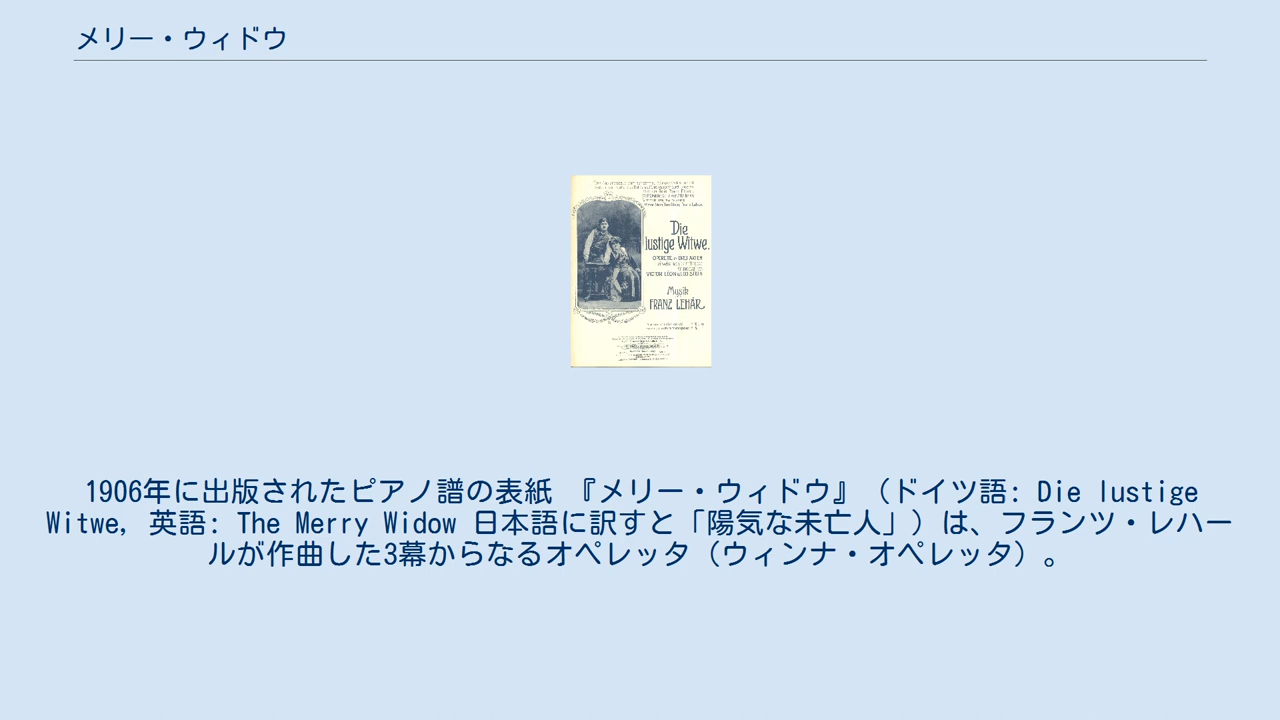 メリー・ウィドウ
Die
lustige Witwe.
Musik
FRANZ LEHÁR
1906年に出版されたピアノ譜の表紙 『メリー・ウィドウ』（ドイツ語: Die lustige
Witwe, 英語: The Merry Widow 日本語に訳すと「陽気な未亡人」）は、フランツ・レハー
ルが作曲した3幕からなるオペレッタ（ウィンナ・オペレッタ）。